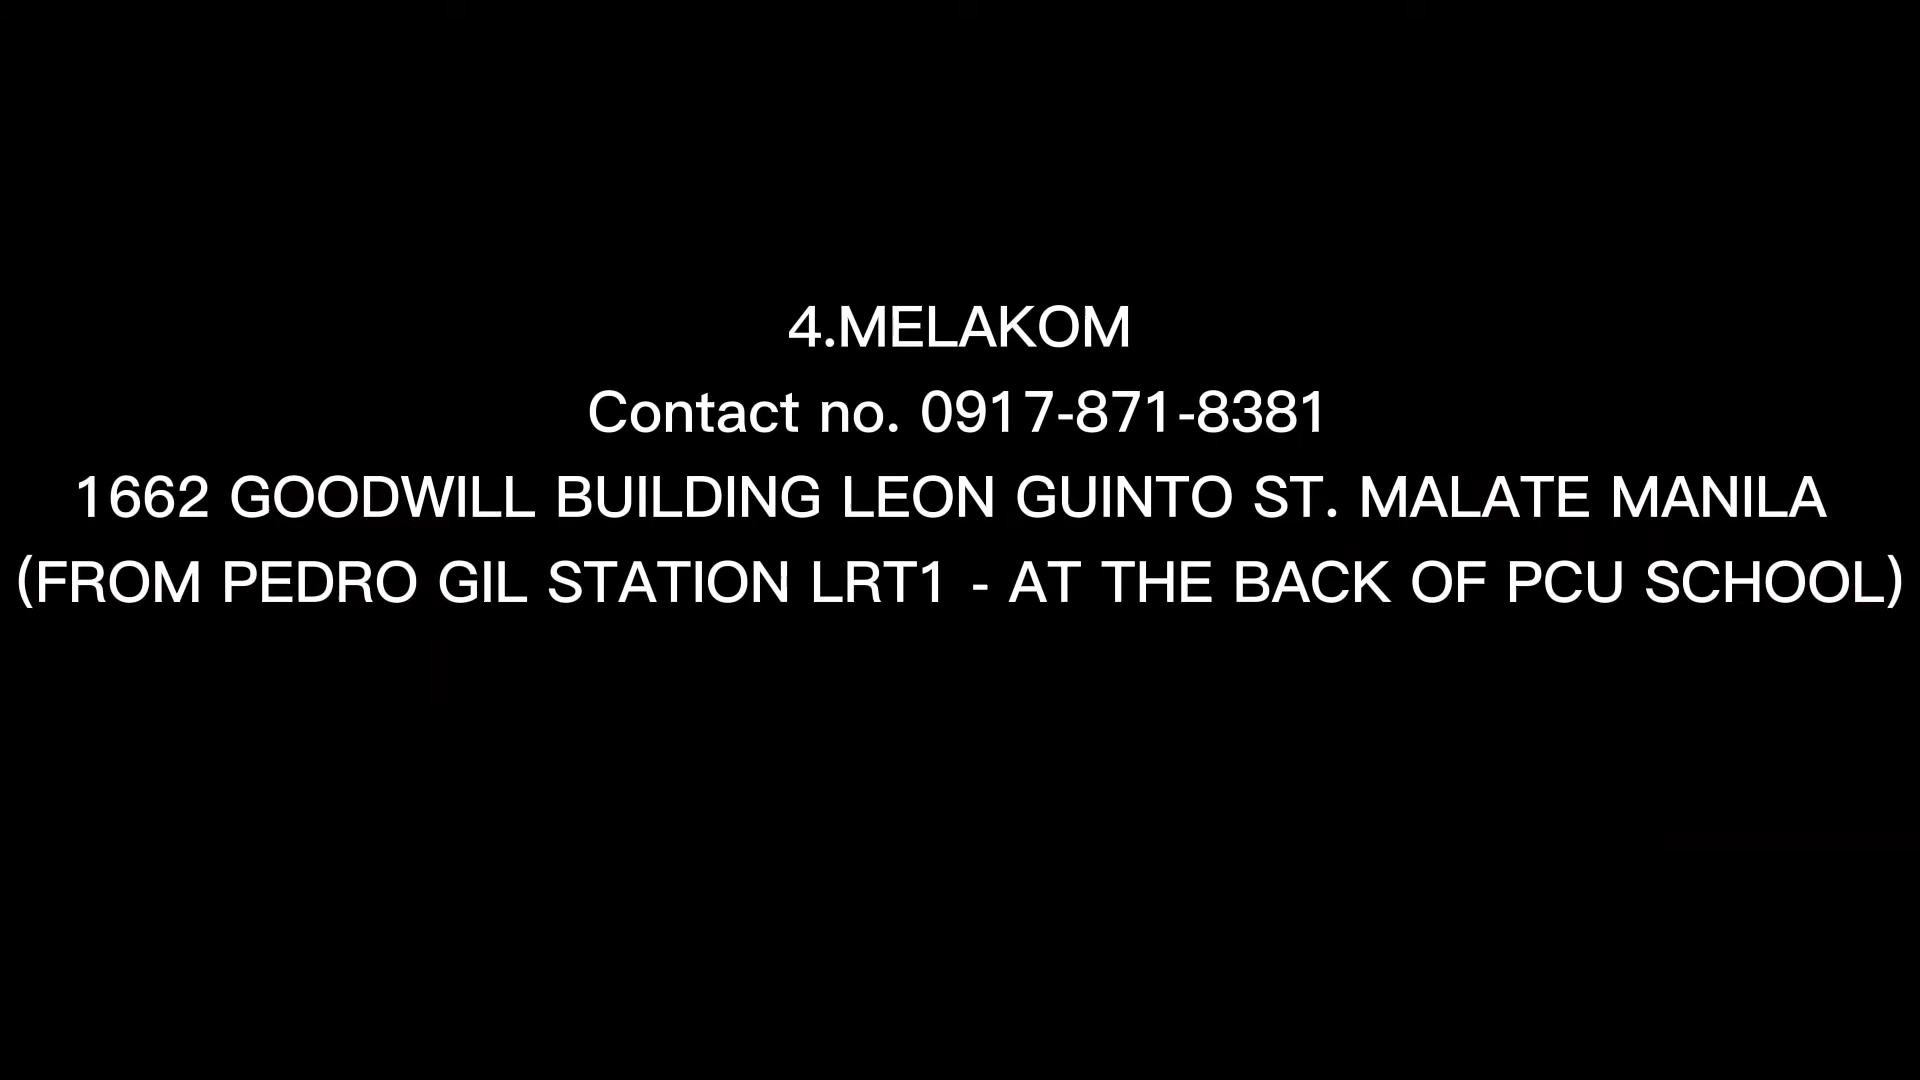 4.MELAKOM
Contact no. 0917-871-8381
1662 GOODWILL BUILDING LEON GUINTO ST. MALATE MANILA
(FROM PEDRO GIL STATION LRT1 - AT THE BACK OF PCU SCHOOL)